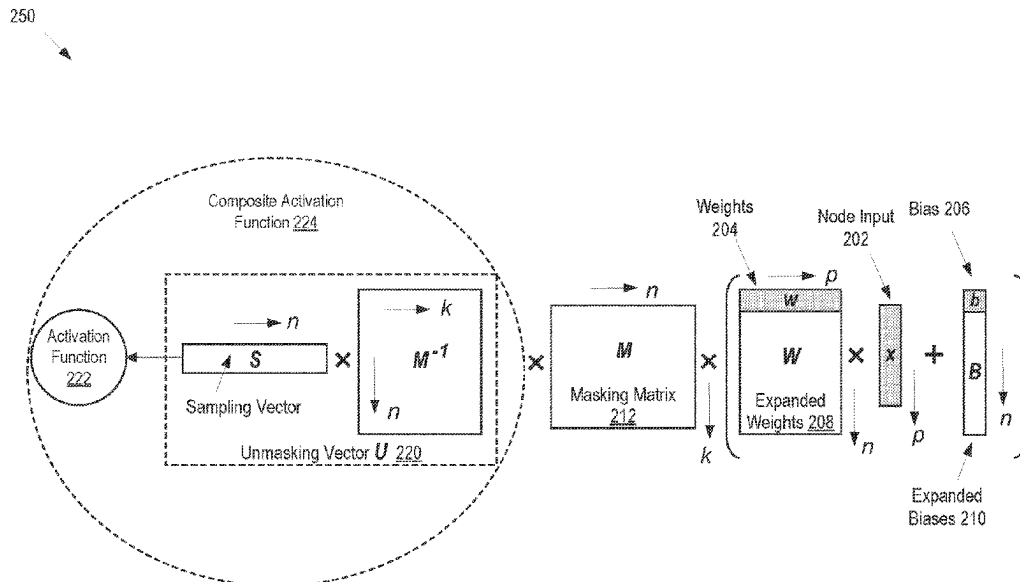 250
Composite Activation
Function 224
Weights
204
Node Input
202
Bias 206
p
n
w
b
n
k
Activation
Function
222
S
×
M⁻¹
×
M
×
W
×
x
+
B
n
Sampling Vector
n
Masking Matrix
212
k
Expanded
Weights 208
n
p
Unmasking Vector U 220
Expanded
Biases 210